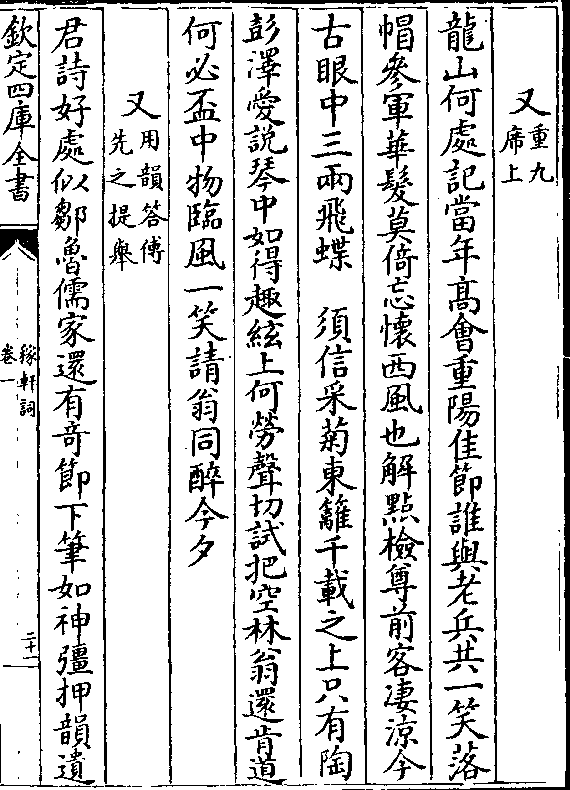 又重九席上
龍山何處記當年髙會重陽佳節誰與老兵共一笑落
帽參軍華髮莫倚忘懷西風也解點檢尊前客凄涼今
古眼中三兩飛蝶　須信采菊東籬千載之上只有陶
彭澤愛說琴中如得趣絃上何勞聲切試把空林翁還肯道
何必盃中物臨風一笑請翁同醉今夕
又用韻答傅先之提舉
君詩好處似鄒魯儒家還有竒節下筆如神彊押韻遺
欽定四庫全書
稼軒詞
卷一
二十一